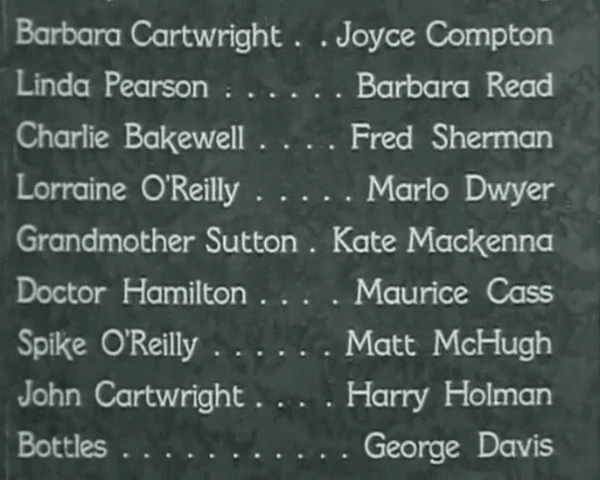 Barbara Cartwright . . Joyce Compton
Linda Pearson . . . . . . Barbara Read
Charlie Bakewell . . . . Fred Sherman
Lorraine O'Reilly . . . . . Marlo Dwyer
Grandmother Sutton . Kate Mackenna
Doctor Hamilton . . . . Maurice Cass
Spike O'Reilly . . . . . . Matt McHugh
John Cartwright . . . . Harry Holman
Bottles . . . . . . . . . . . George Davis